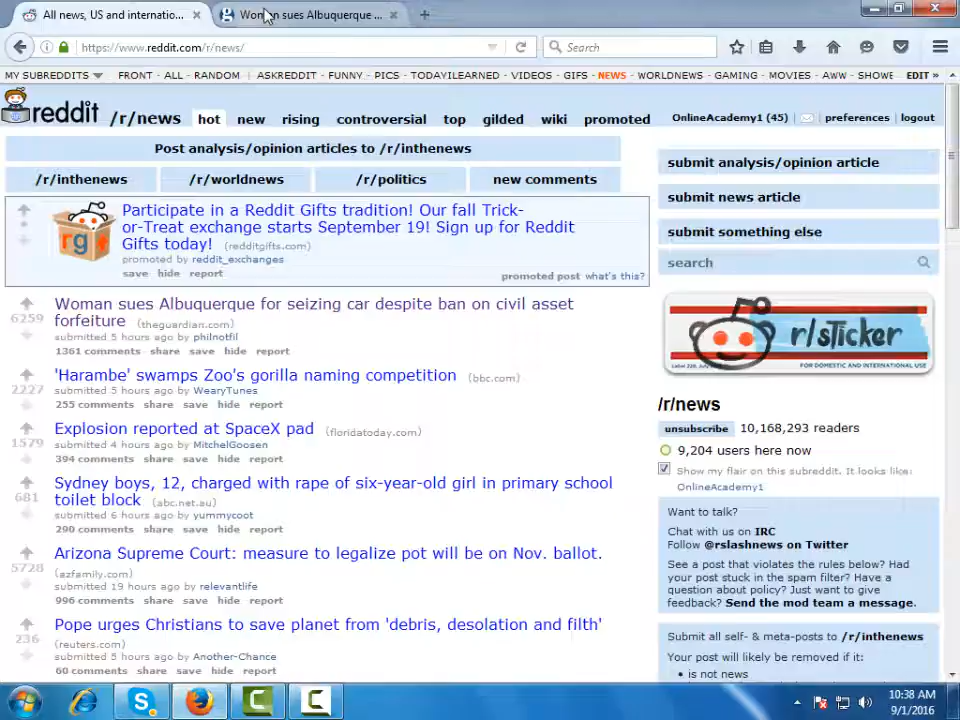 All news, US and internatio...
Woman sues Albuquerque ...
https://www.reddit.com/r/news/
Search
MY SUBREDDITS FRONT - ALL - RANDOM | ASKREDDIT - FUNNY - PICS - TODAYILEARNED - VIDEOS - GIFS - NEWS - WORLDNEWS - GAMING - MOVIES - AWW - SHOWE EDIT »
reddit /r/news hot new rising controversial top gilded wiki promoted
OnlineAcademy1 (45) | preferences | logout
Post analysis/opinion articles to /r/inthenews
/r/inthenews /r/worldnews /r/politics new comments
Participate in a Reddit Gifts tradition! Our fall Trick-
or-Treat exchange starts September 19! Sign up for Reddit
Gifts today! (redditgifts.com)
promoted by reddit_exchanges
save hide report
promoted post what's this?
rg
6259
Woman sues Albuquerque for seizing car despite ban on civil asset
forfeiture (theguardian.com)
submitted 5 hours ago by philnotfil
1361 comments share save hide report
2227
'Harambe' swamps Zoo's gorilla naming competition (bbc.com)
submitted 5 hours ago by WearyTunes
255 comments share save hide report
1579
Explosion reported at SpaceX pad (floridatoday.com)
submitted 4 hours ago by MitchelGoosen
394 comments share save hide report
681
Sydney boys, 12, charged with rape of six-year-old girl in primary school
toilet block (abc.net.au)
submitted 6 hours ago by yummycoot
290 comments share save hide report
5728
Arizona Supreme Court: measure to legalize pot will be on Nov. ballot.
(azfamily.com)
submitted 19 hours ago by relevantlife
996 comments share save hide report
236
Pope urges Christians to save planet from 'debris, desolation and filth'
(reuters.com)
submitted 5 hours ago by Another-Chance
60 comments share save hide report
submit analysis/opinion article
submit news article
submit something else
search
r/sticker
FOR DOMESTIC AND INTERNATIONAL USE
/r/news
unsubscribe 10,168,293 readers
9,204 users here now
Show my flair on this subreddit. It looks like:
OnlineAcademy1
Want to talk?
Chat with us on IRC
Follow @rslashnews on Twitter
See a post that violates the rules below? Had
your post stuck in the spam filter? Have a
question about policy? Just want to give
feedback? Send the mod team a message.
Submit all self- & meta-posts to /r/inthenews
Your post will likely be removed if it:
• is not news
10:38 AM
9/1/2016